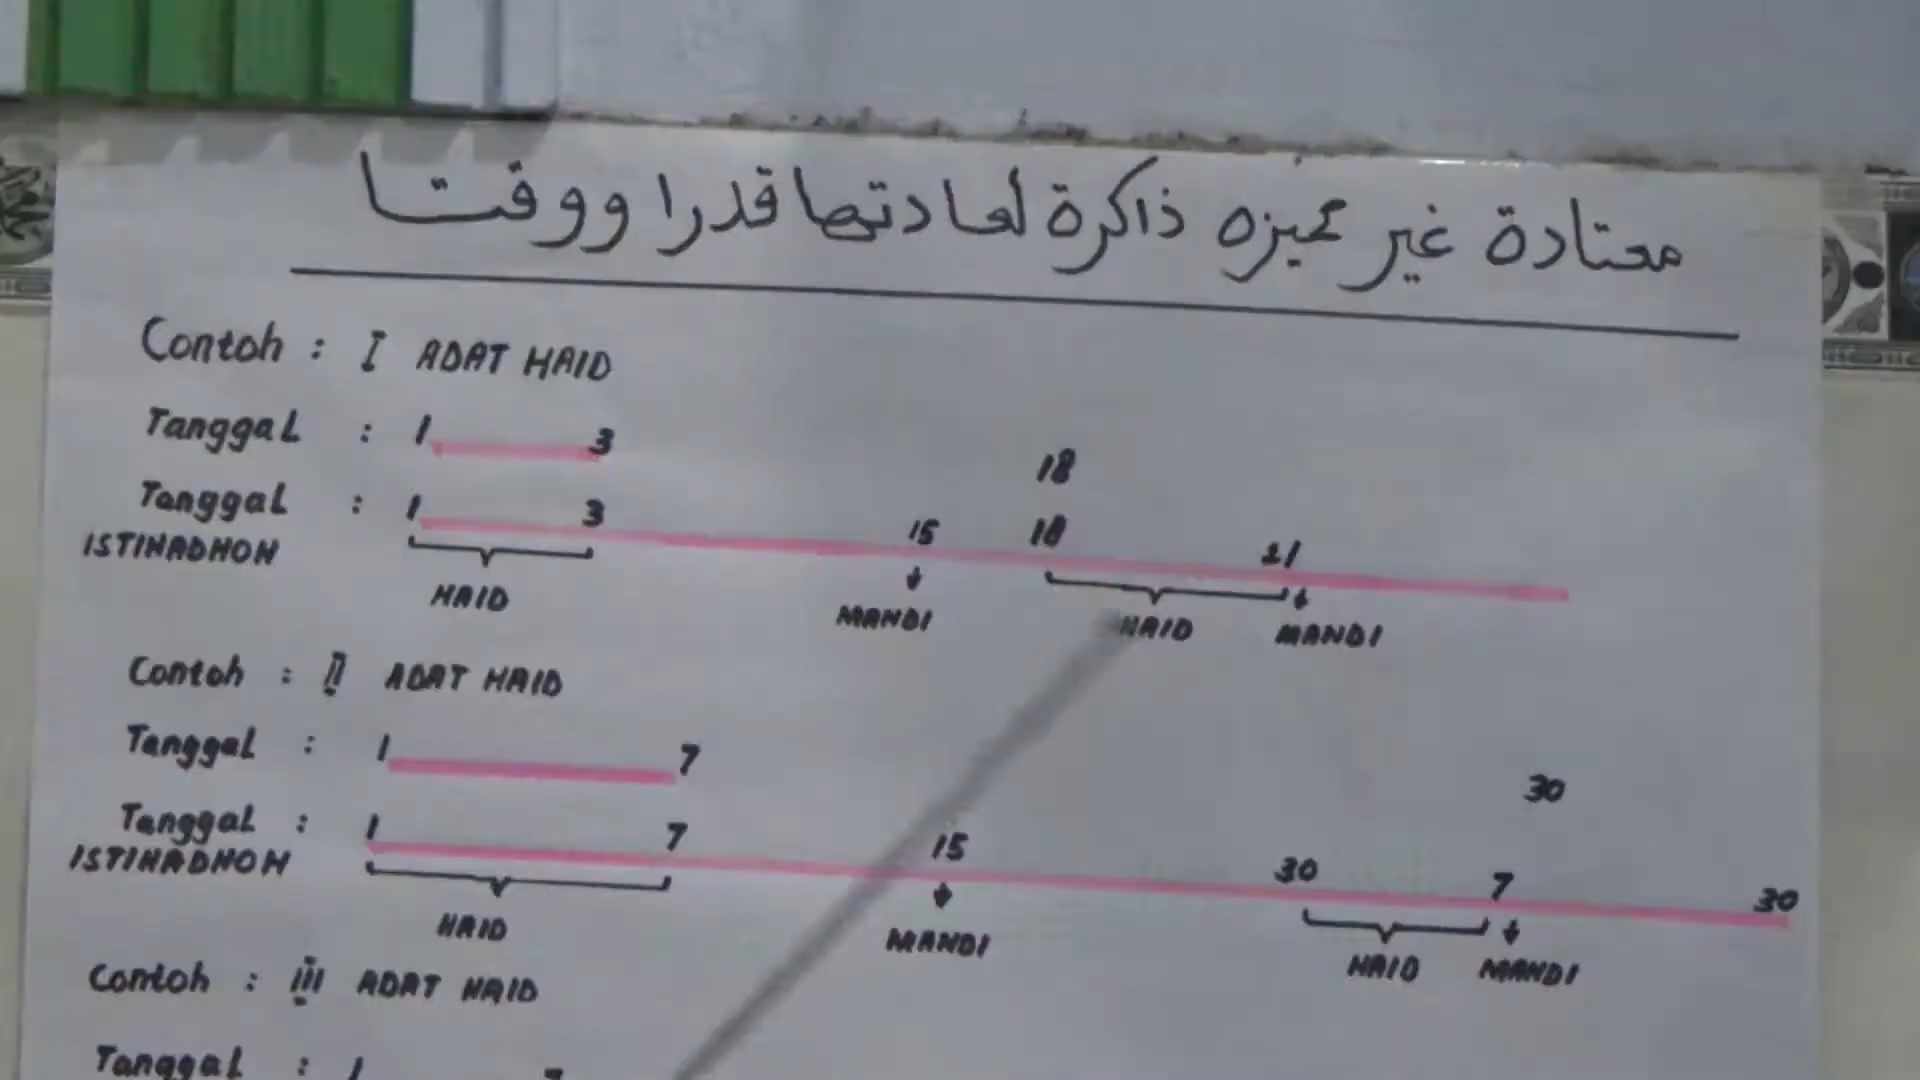 معتادة غير مميزه ذاكرة لعادتها قدرا ووقتا
Contoh : I ADAT HAID
Tanggal : 1 3 18
Tanggal : 1 3 15 18 21
ISTIHADHOH
HAID MANDI HAID MANDI
Contoh : II ADAT HAID
Tanggal : 1 7 30
Tanggal : 1 7 15 30 7 30
ISTIHADHOH
HAID MANDI HAID MANDI
Contoh : III ADAT HAID
Tanggal : 1